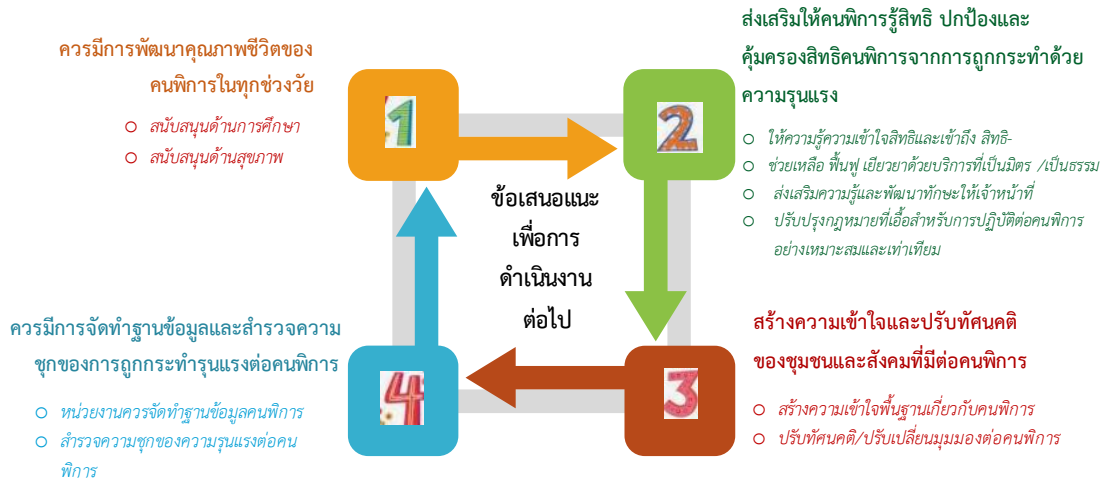 ควรมีการพัฒนาคุณภาพชีวิตของ
คนพิการในทุกช่วงวัย
สนับสนุนด้านการศึกษา
สนับสนุนด้านสุขภาพ
1
2
ส่งเสริมให้คนพิการรู้สิทธิ ปกป้องและ
คุ้มครองสิทธิคนพิการจากการถูกกระทำด้วย
ความรุนแรง
ให้ความรู้ความเข้าใจสิทธิและเข้าถึง สิทธิ-
ช่วยเหลือ ฟื้นฟู เยียวยาด้วยบริการที่เป็นมิตร /เป็นธรรม
ส่งเสริมความรู้และพัฒนาทักษะให้เจ้าหน้าที่
ปรับปรุงกฎหมายที่เอื้อสำหรับการปฏิบัติต่อคนพิการ
อย่างเหมาะสมและเท่าเทียม
ข้อเสนอแนะ
เพื่อการ
ดำเนินงาน
ต่อไป
3
สร้างความเข้าใจและปรับทัศนคติ
ของชุมชนและสังคมที่มีต่อคนพิการ
สร้างความเข้าใจพื้นฐานเกี่ยวกับคนพิการ
ปรับทัศนคติ/ปรับเปลี่ยนมุมมองต่อคนพิการ
4
ควรมีการจัดทำฐานข้อมูลและสำรวจความ
ชุกของการถูกกระทำรุนแรงต่อคนพิการ
หน่วยงานควรจัดทำฐานข้อมูลคนพิการ
สำรวจความชุกของความรุนแรงต่อคน
พิการ